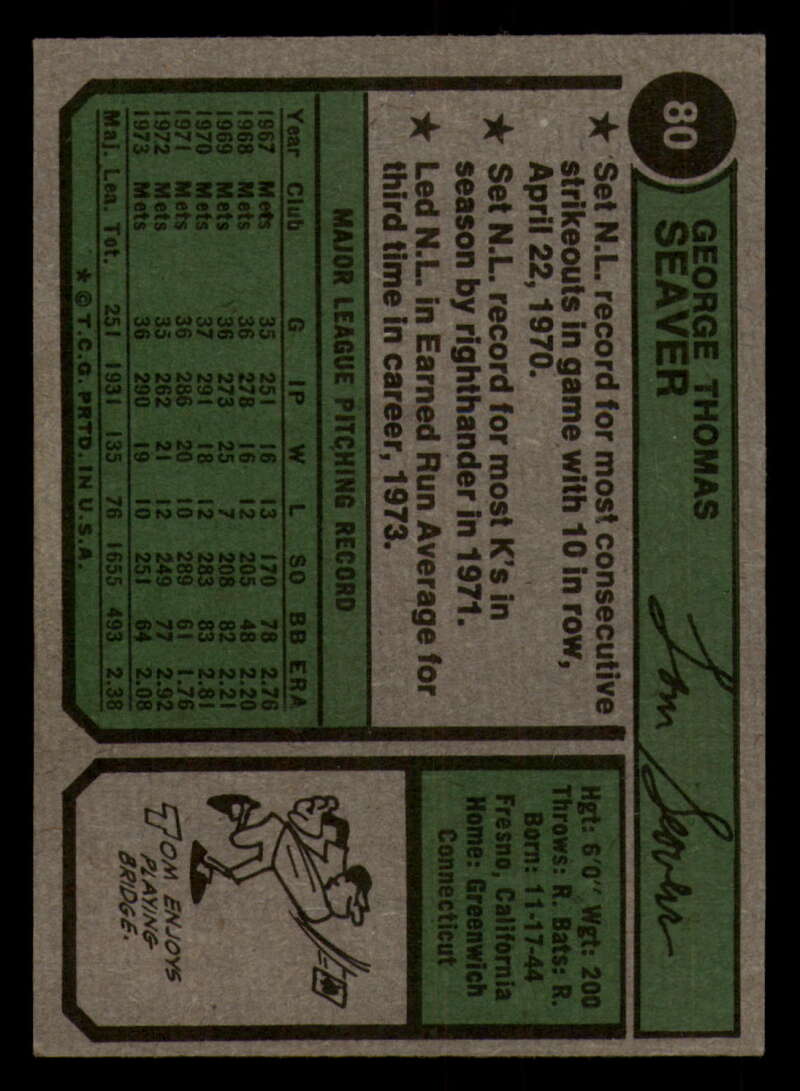 80
GEORGE THOMAS
SEAVER
Tom Seaver
★ Set N.L. record for most consecutive
strikeouts in game with 10 in row,
April 22, 1970.
★ Set N.L. record for most K's in
season by righthander in 1971.
★ Led N.L. in Earned Run Average for
third time in career, 1973.
MAJOR LEAGUE PITCHING RECORD
Year Club G IP W L SO BB ERA
1967 Mets 35 251 16 13 170 78 2.76
1968 Mets 36 278 16 12 205 48 2.20
1969 Mets 36 273 25 7 208 82 2.21
1970 Mets 37 291 18 12 283 83 2.81
1971 Mets 36 286 20 10 289 61 1.76
1972 Mets 35 262 21 12 249 77 2.92
1973 Mets 36 290 19 10 251 64 2.08
Maj. Lea. Tot. 251 1931 135 76 1655 493 2.38
★ © T.C.G. PRTD. IN U.S.A.
Hgt: 6'0" Wgt: 200
Throws: R. Bats: R.
Born: 11-17-44
Fresno, California
Home: Greenwich
Connecticut
TOM ENJOYS
PLAYING
BRIDGE.